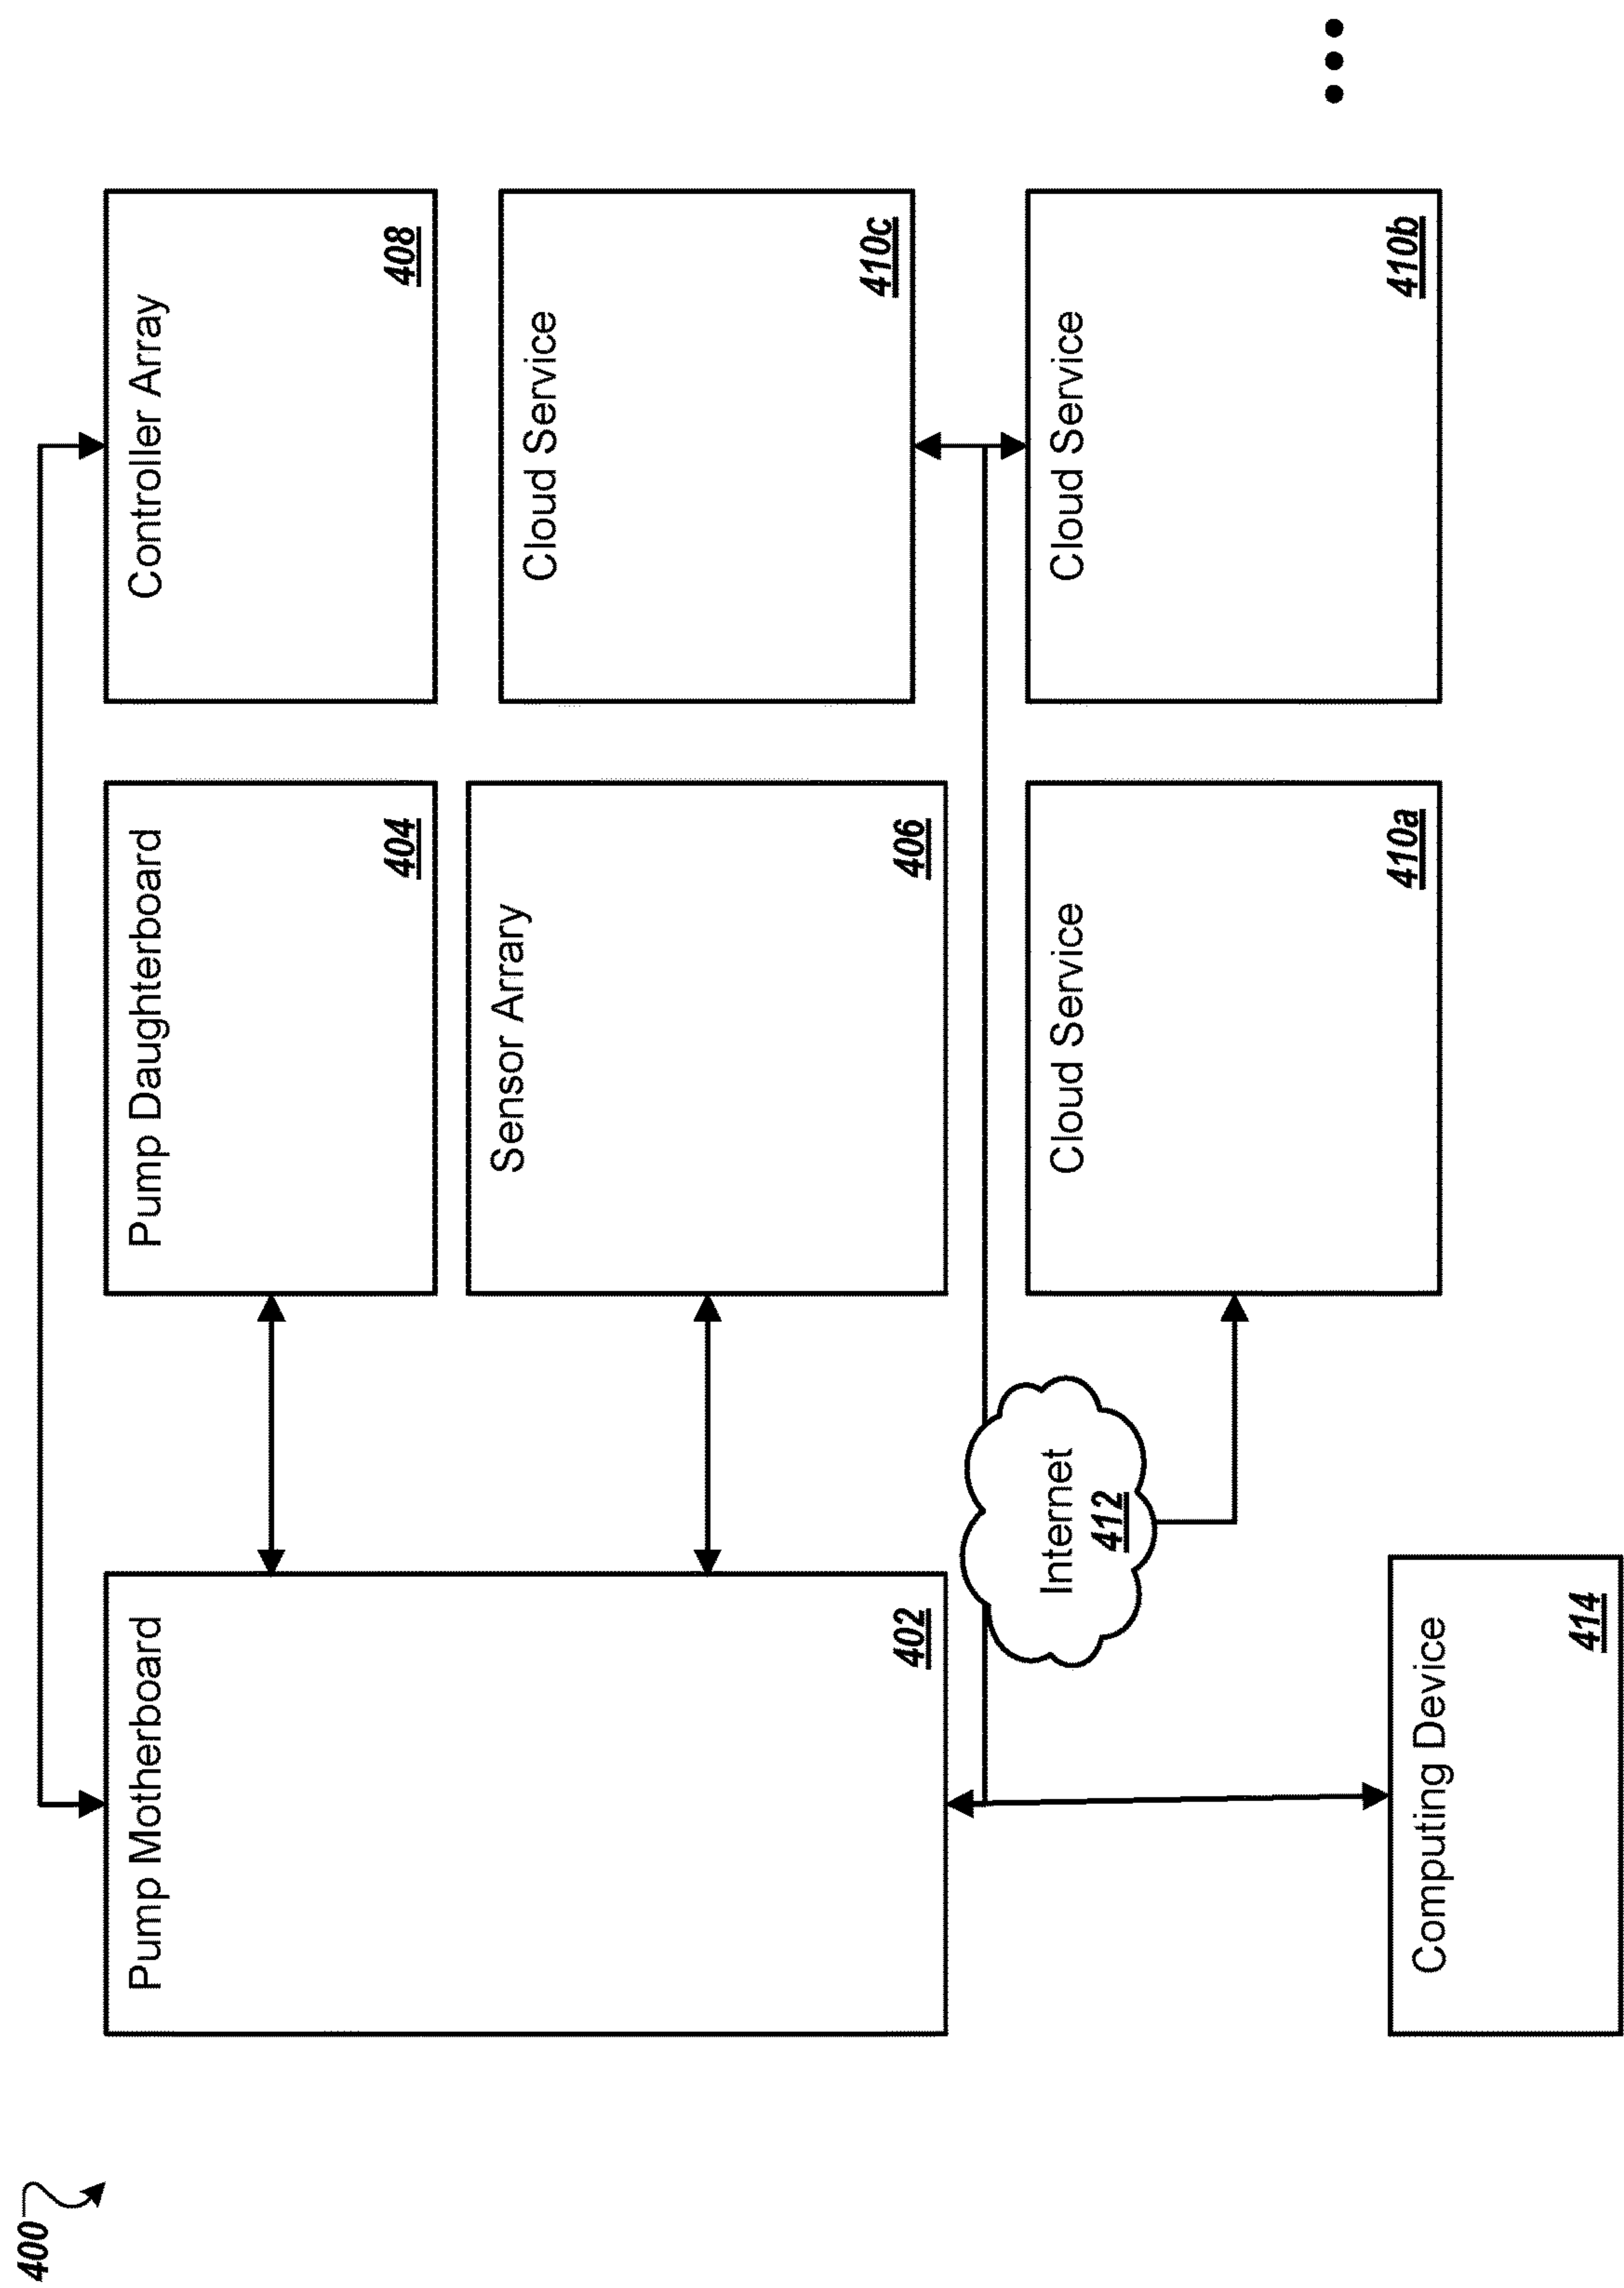 400
Pump Motherboard
402
Pump Daughterboard
404
Controller Array
408
Sensor Arrary
406
Cloud Service
410c
Internet
412
Cloud Service
410a
Cloud Service
410b
Computing Device
414